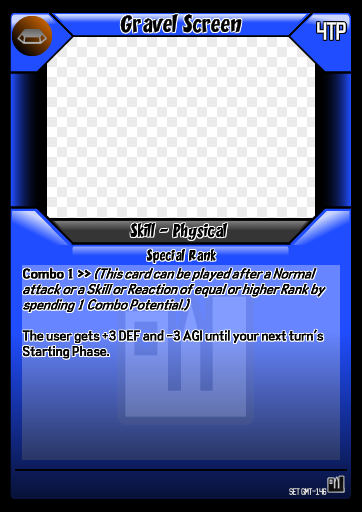 Gravel Screen
4TP
Skill - Physical
Special Rank
Combo 1 >> (This card can be played after a Normal
attack or a Skill or Reaction of equal or higher Rank by
spending 1 Combo Potential.)
The user gets +3 DEF and -3 AGI until your next turn's
Starting Phase.
SET GMT-146